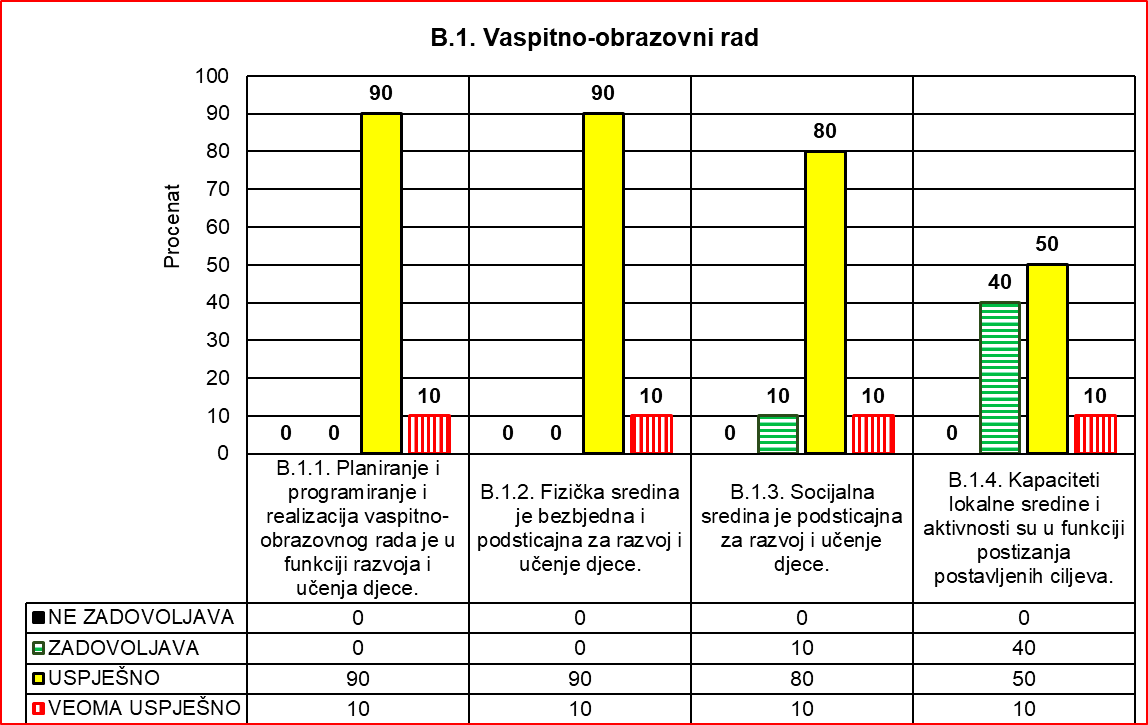 B.1. Vaspitno-obrazovni rad
Procenat
100
90
80
70
60
50
40
30
20
10
0
0
0
90
10
0
0
90
10
0
10
80
10
0
40
50
10
B.1.1. Planiranje i
programiranje i
realizacija vaspitno-
obrazovnog rada je u
funkciji razvoja i
učenja djece.
B.1.2. Fizička sredina
je bezbjedna i
podsticajna za razvoj i
učenje djece.
B.1.3. Socijalna
sredina je podsticajna
za razvoj i učenje
djece.
B.1.4. Kapaciteti
lokalne sredine i
aktivnosti su u funkciji
postizanja
postavljenih ciljeva.
NE ZADOVOLJAVA 0 0 0 0
ZADOVOLJAVA 0 0 10 40
USPJEŠNO 90 90 80 50
VEOMA USPJEŠNO 10 10 10 10